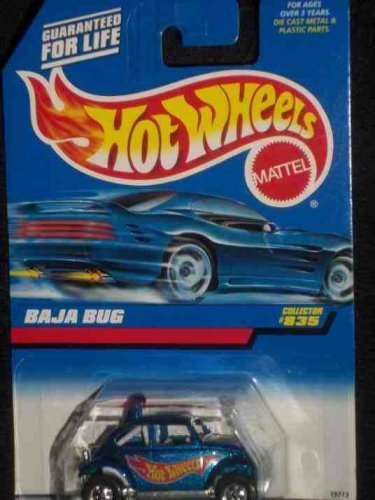 GUARANTEED
FOR LIFE
FOR AGES
OVER 3 YEARS.
DIE CAST METAL &
PLASTIC PARTS.
HOT WHEELS
MATTEL
®
BAJA BUG
COLLECTOR
#835
HOT WHEELS
19713